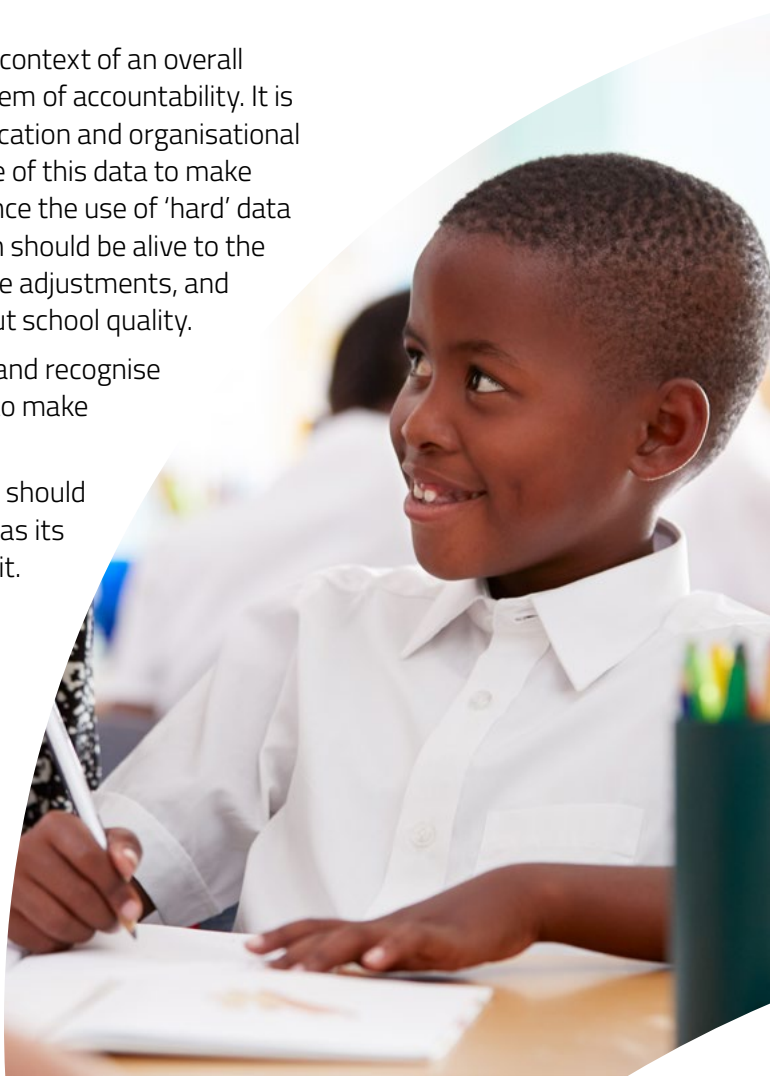 context of an overall
em of accountability. It is
cation and organisational
e of this data to make
nce the use of ‘hard’ data
n should be alive to the
e adjustments, and
ut school quality.
and recognise
o make
should
as its
it.